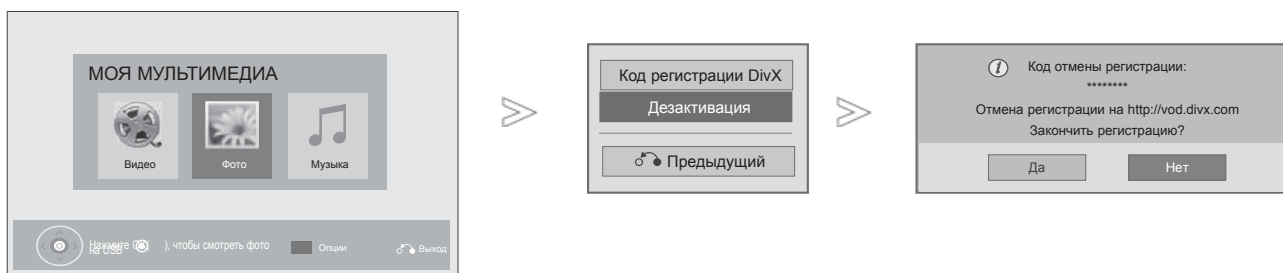 МОЯ МУЛЬТИМЕДИА
Видео
Фото
Музыка
Нажмите ), чтобы смотреть фото
на USB
Опции
Выход
Код регистрации DivX
Дезактивация
Предыдущий
Код отмены регистрации:
********
Отмена регистрации на http://vod.divx.com
Закончить регистрацию?
Да
Нет